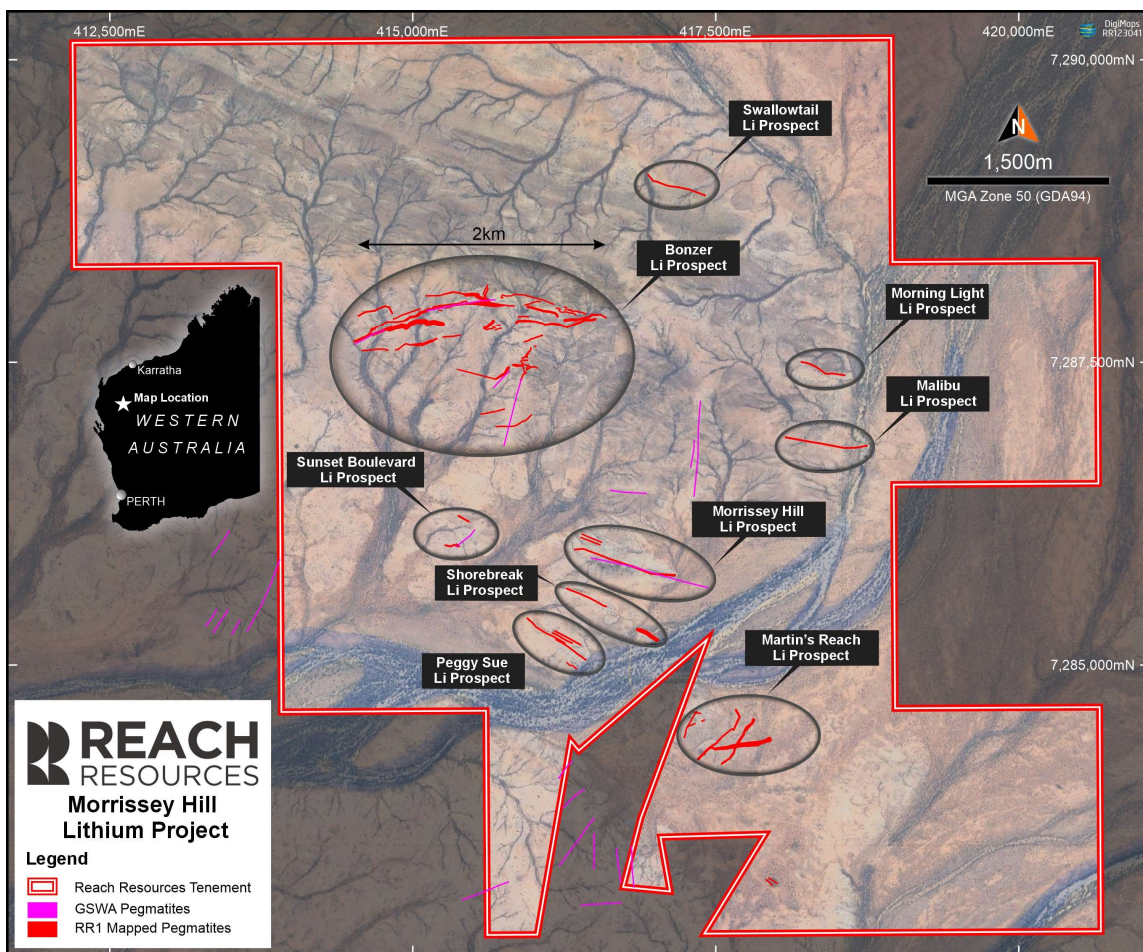 412,500mE
415,000mE
417,500mE
420,000mE
DigiMaps
RR123041
7,290,000mN
Swallowtail
Li Prospect
N
1,500m
MGA Zone 50 (GDA94)
2km
Bonzer
Li Prospect
Morning Light
Li Prospect
7,287,500mN
Karratha
Map Location
WESTERN
AUSTRALIA
PERTH
Malibu
Li Prospect
Sunset Boulevard
Li Prospect
Morrissey Hill
Li Prospect
Shorebreak
Li Prospect
Martin's Reach
Li Prospect
Peggy Sue
Li Prospect
7,285,000mN
REACH
RESOURCES
Morrissey Hill
Lithium Project
Legend
Reach Resources Tenement
GSWA Pegmatites
RR1 Mapped Pegmatites